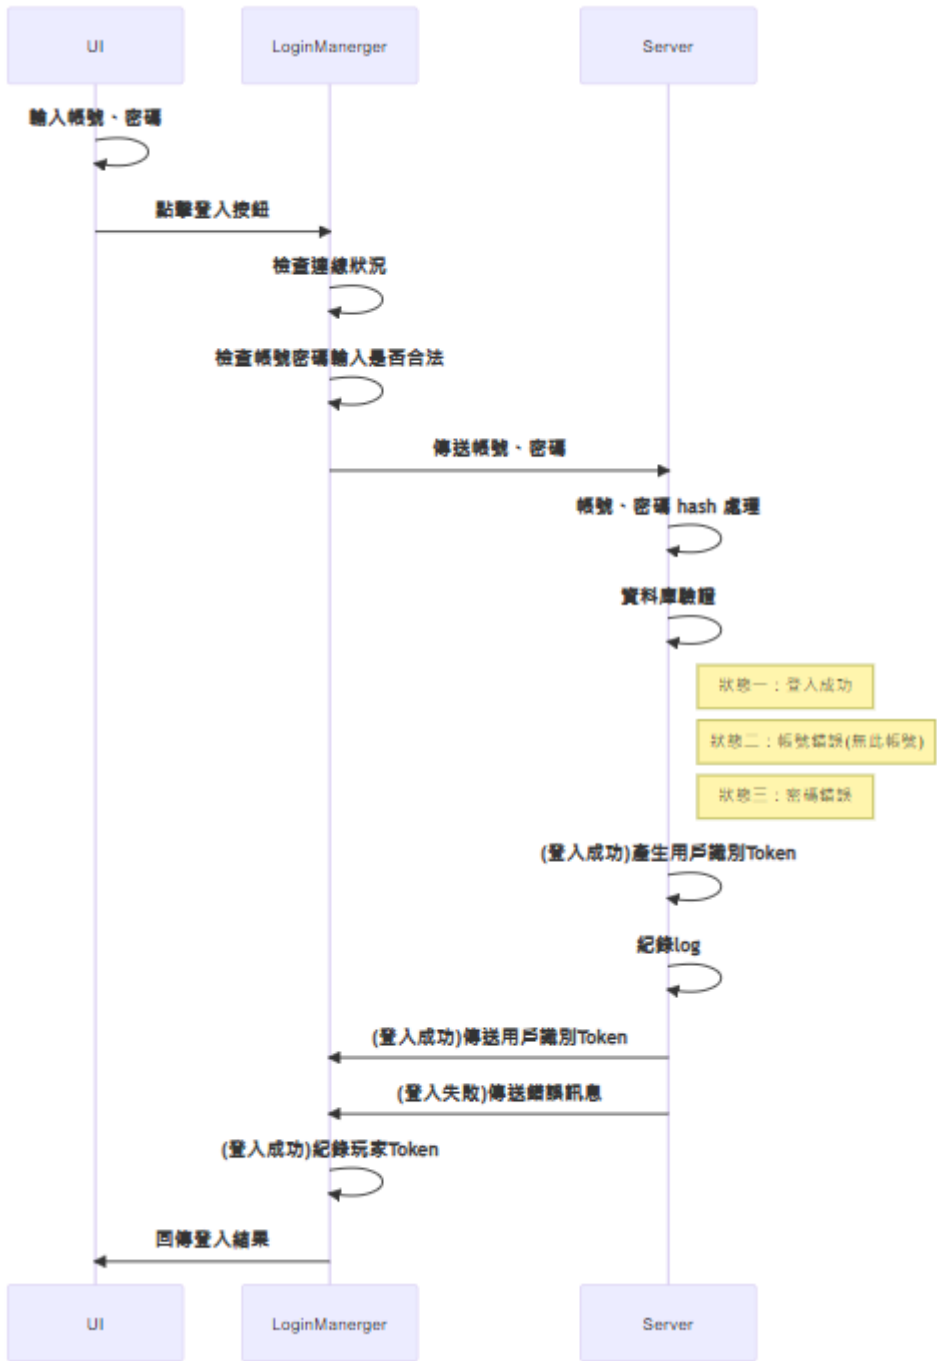 UI
LoginManerger
Server
輸入帳號、密碼
點擊登入按鈕
檢查連線狀況
檢查帳號密碼輸入是否合法
傳送帳號、密碼
帳號、密碼 hash 處理
資料庫驗證
狀態一：登入成功
狀態二：帳號錯誤(無此帳號)
狀態三：密碼錯誤
(登入成功)產生用戶識別Token
紀錄log
(登入成功)傳送用戶識別Token
(登入失敗)傳送錯誤訊息
(登入成功)紀錄玩家Token
回傳登入結果
UI
LoginManerger
Server